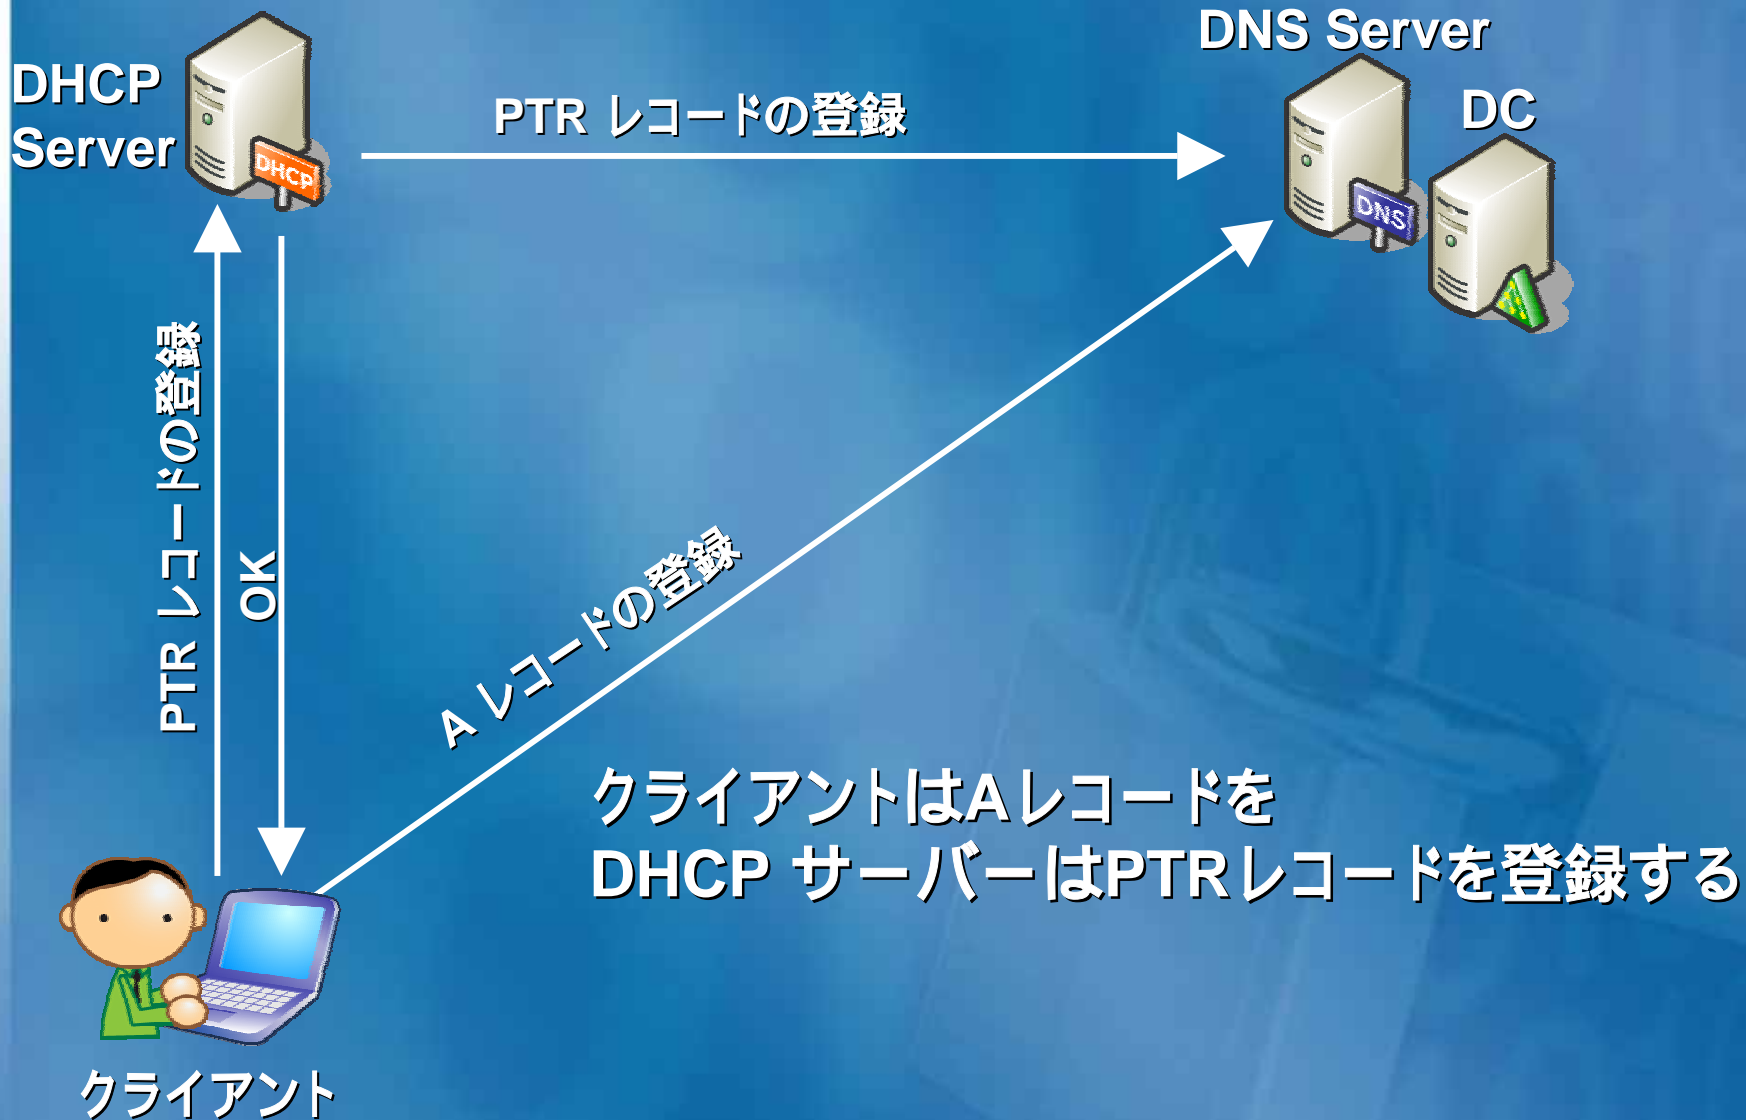 DNS Server
DHCP
Server
DC
PTR レコードの登録
DHCP
DNS
PTR レコードの登録
OK
A レコードの登録
クライアントはAレコードを
DHCP サーバーはPTRレコードを登録する
クライアント